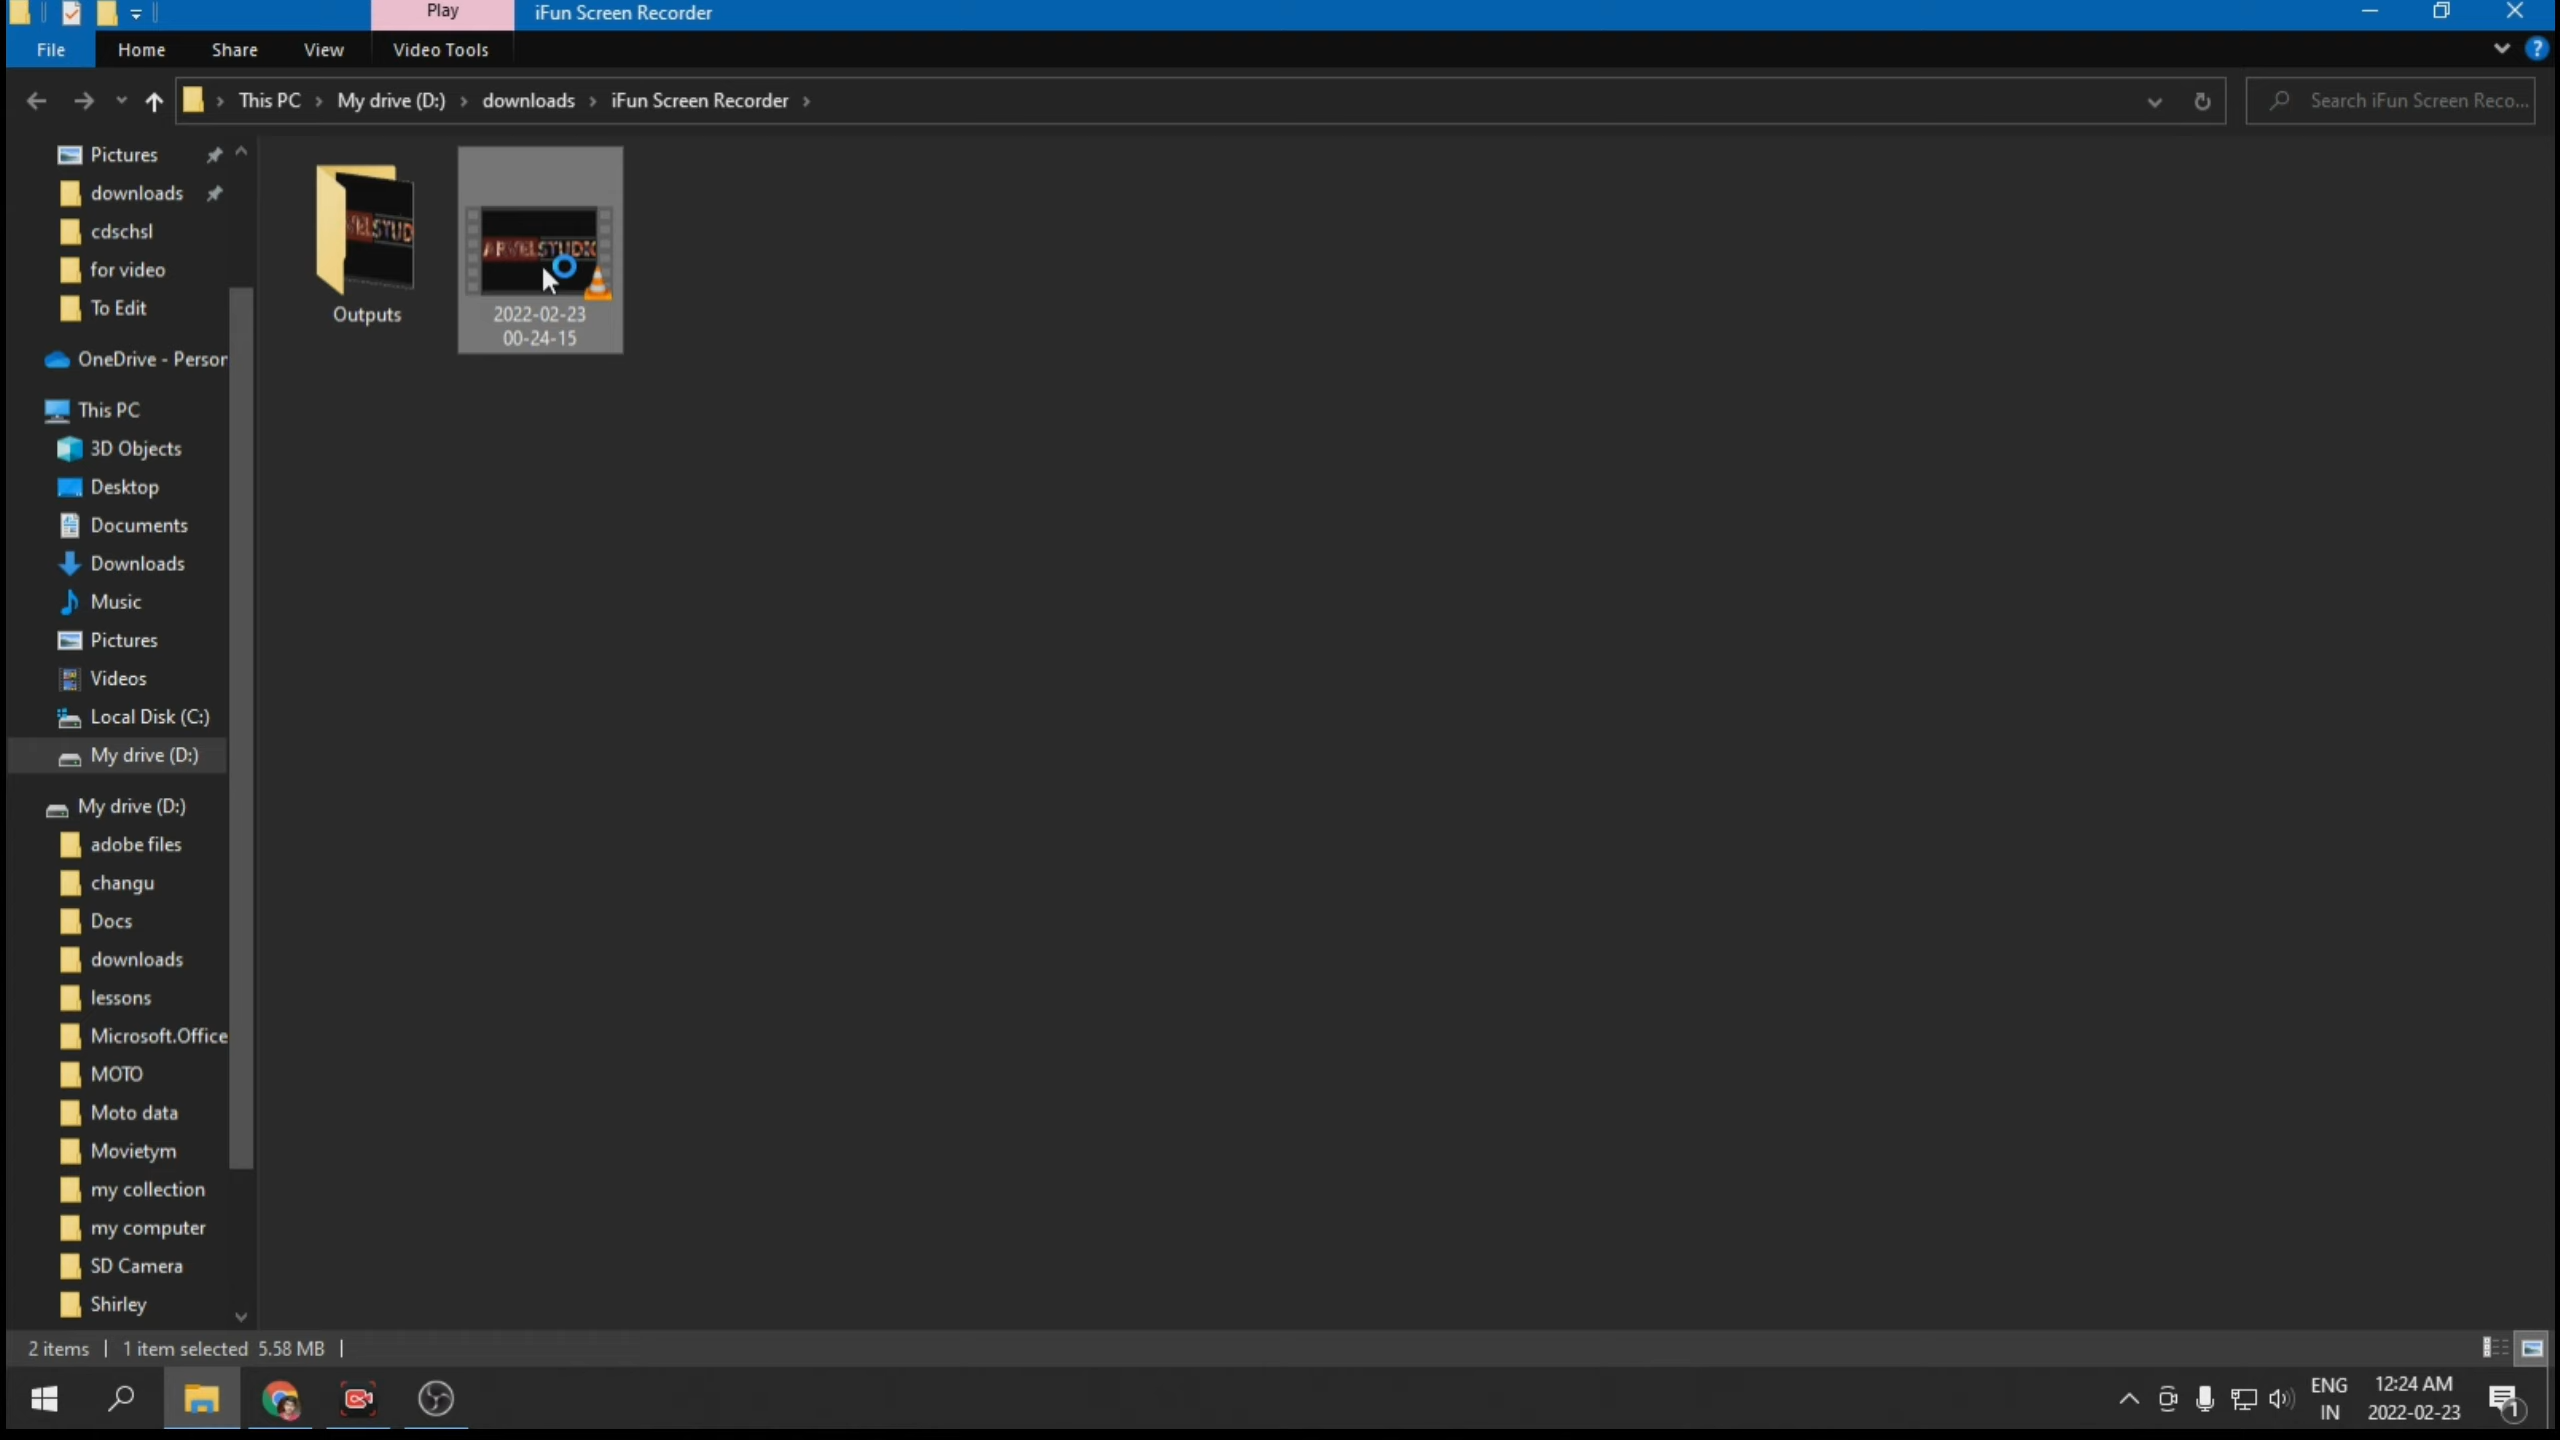 Play
iFun Screen Recorder
File
Home
Share
View
Video Tools
This PC
My drive (D:)
downloads
iFun Screen Recorder
Search iFun Screen Reco...
Pictures
downloads
cdschsl
for video
To Edit
OneDrive - Person
This PC
3D Objects
Desktop
Documents
Downloads
Music
Pictures
Videos
Local Disk (C:)
My drive (D:)
My drive (D:)
adobe files
changu
Docs
downloads
lessons
Microsoft.Office
MOTO
Moto data
Movietym
my collection
my computer
SD Camera
Shirley
Outputs
2022-02-23
00-24-15
2 items
1 item selected 5.58 MB
ENG
IN
12:24 AM
2022-02-23
1